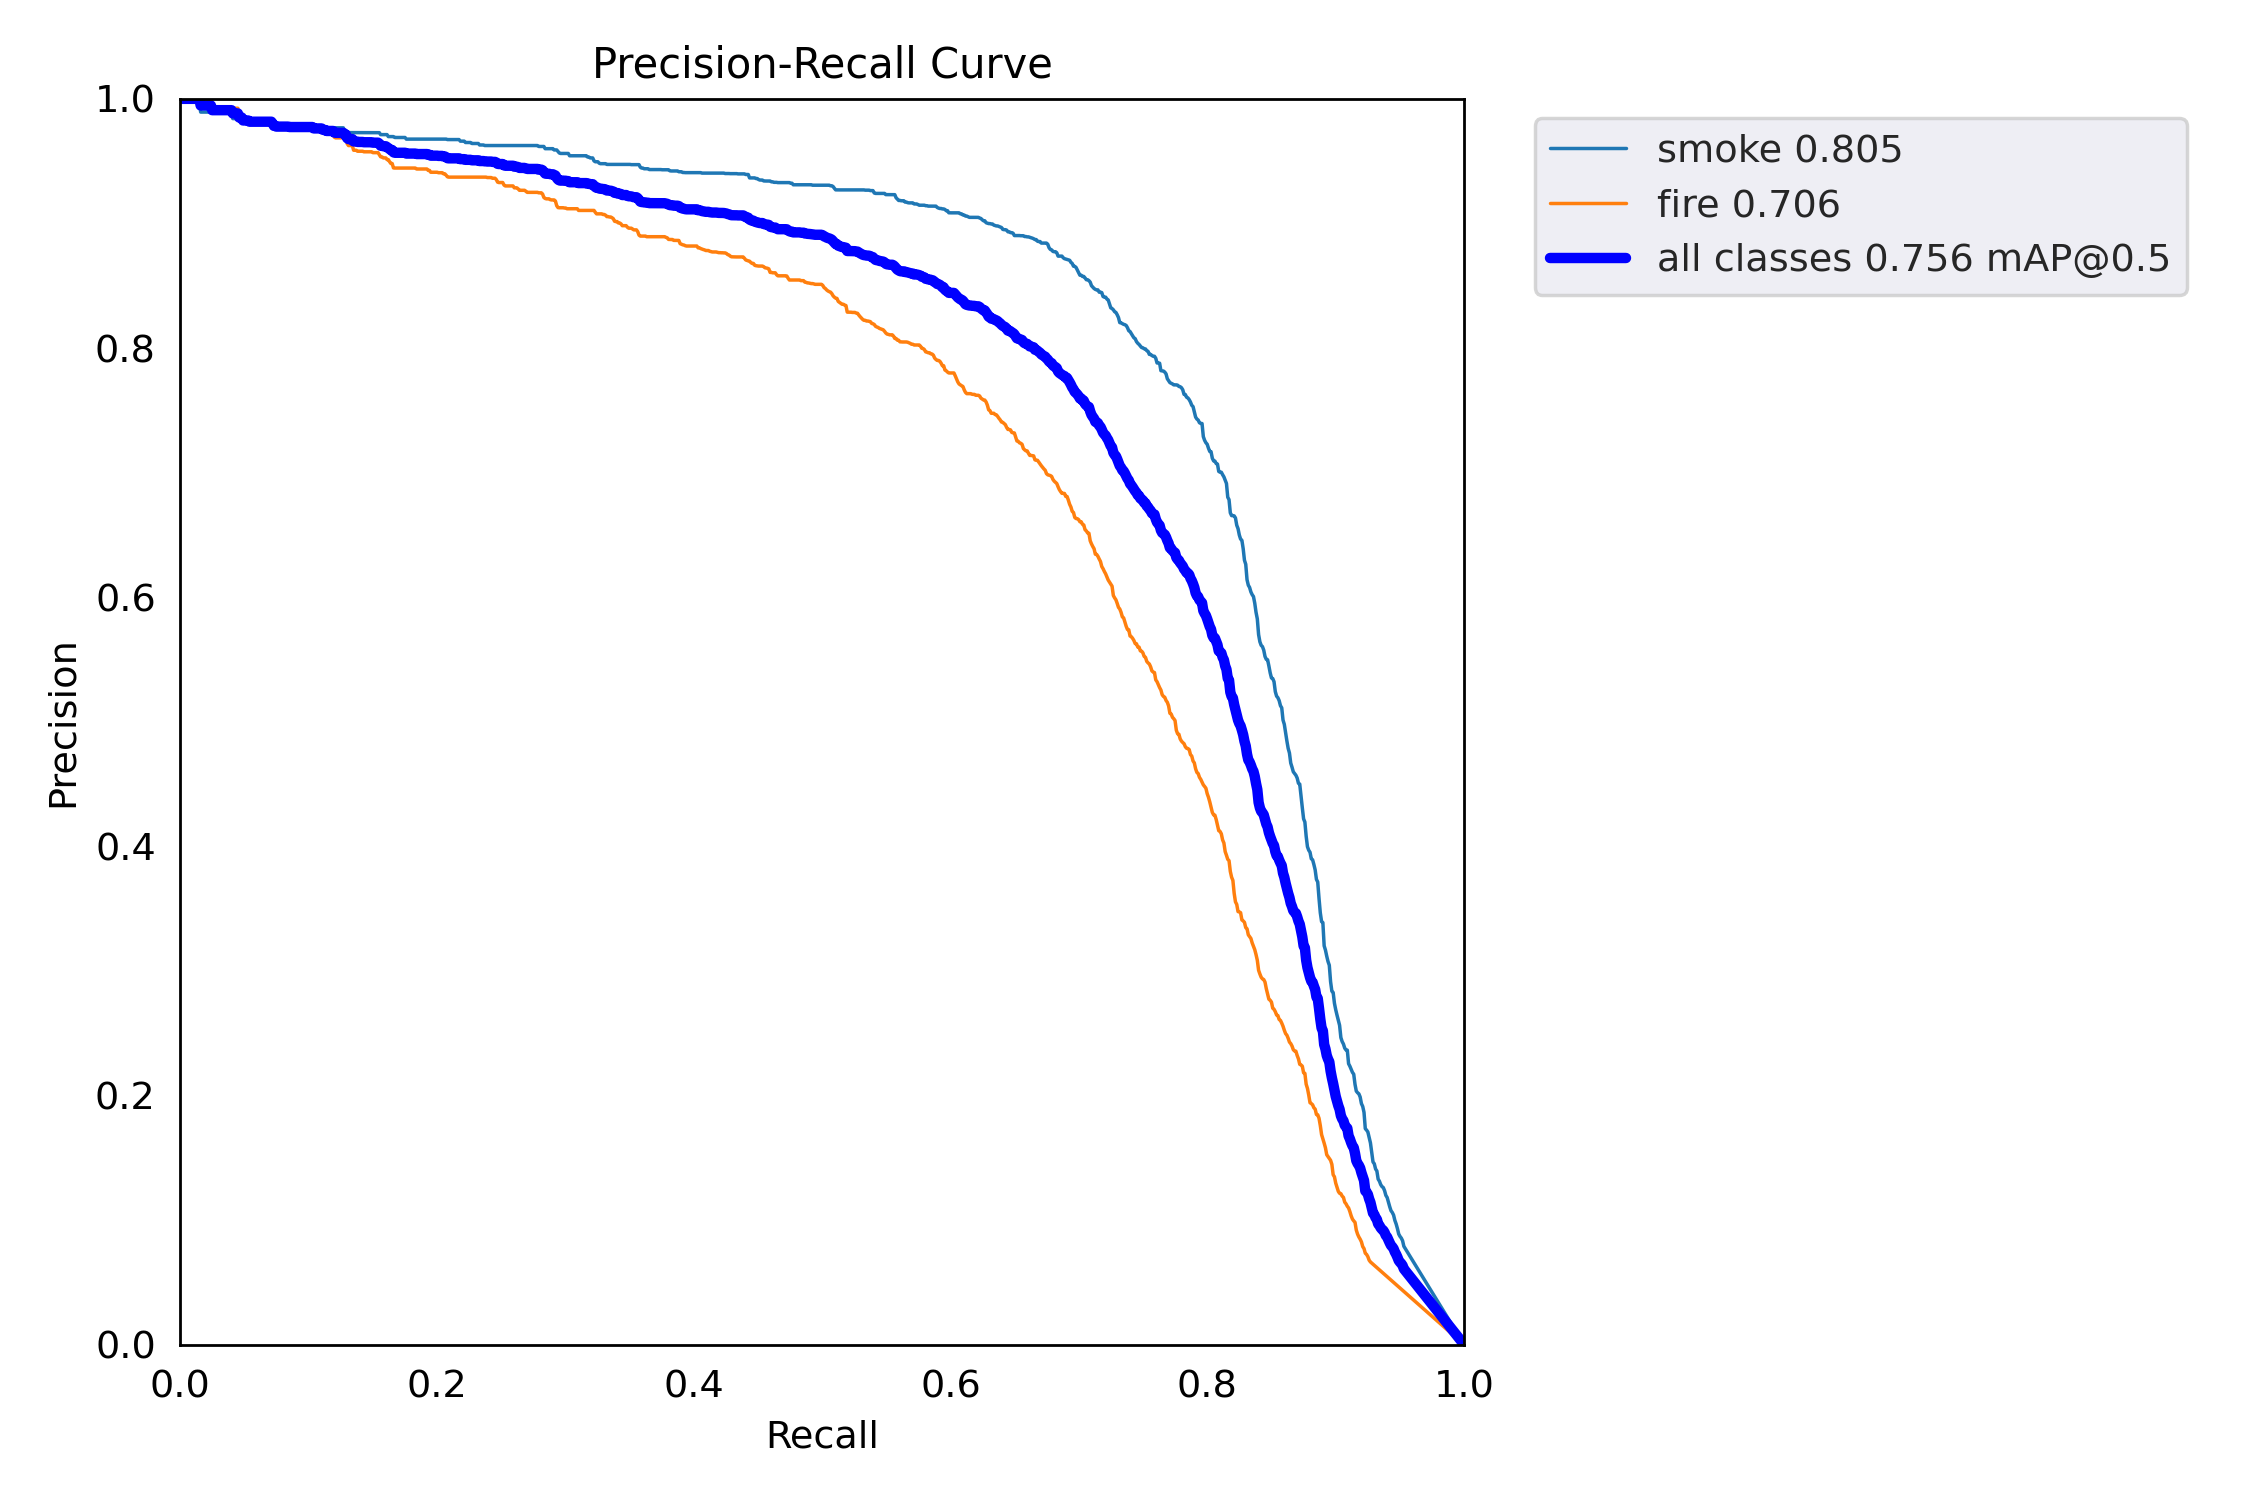 Precision-Recall Curve
smoke 0.805
fire 0.706
all classes 0.756 mAP@0.5
Precision
1.0
0.8
0.6
0.4
0.2
0.0
0.0 0.2 0.4 0.6 0.8 1.0
Recall